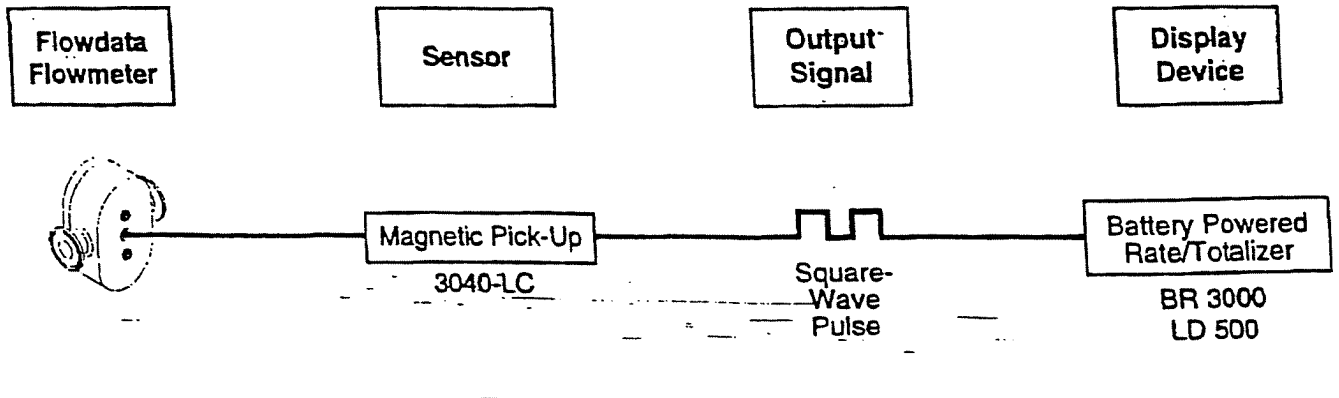 Flowdata
Flowmeter
Sensor
Output
Signal
Display
Device
Magnetic Pick-Up
3040-LC
Square-
Wave
Pulse
Battery Powered
Rate/Totalizer
BR 3000
LD 500